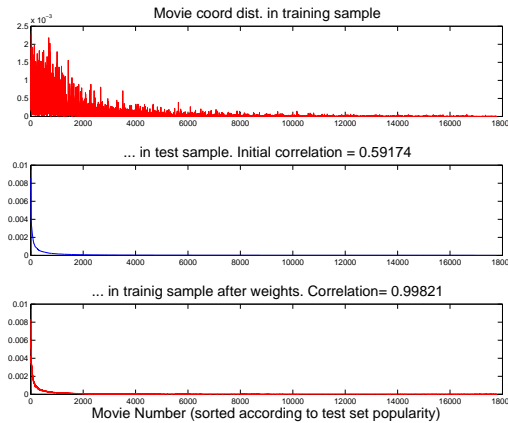 Movie coord dist. in training sample
x 10^-3
2.5
2
1.5
1
0.5
0
0 2000 4000 6000 8000 10000 12000 14000 16000 18000
... in test sample. Initial correlation = 0.59174
0.01
0.008
0.006
0.004
0.002
0
0 2000 4000 6000 8000 10000 12000 14000 16000 18000
... in trainig sample after weights. Correlation= 0.99821
0.01
0.008
0.006
0.004
0.002
0
0 2000 4000 6000 8000 10000 12000 14000 16000 18000
Movie Number (sorted according to test set popularity)